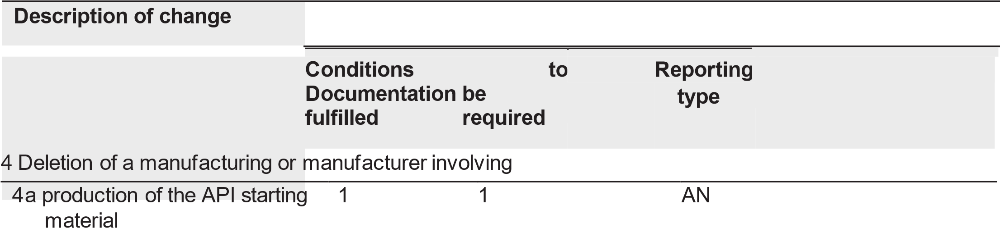 Description of change
Conditions to Reporting
Documentation be type
fulfilled required
4 Deletion of a manufacturing or manufacturer involving
4a production of the API starting 1 1 AN
material